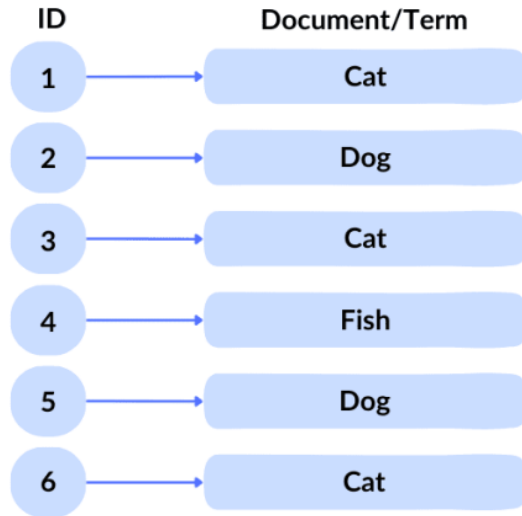 ID Document/Term
1 Cat
2 Dog
3 Cat
4 Fish
5 Dog
6 Cat